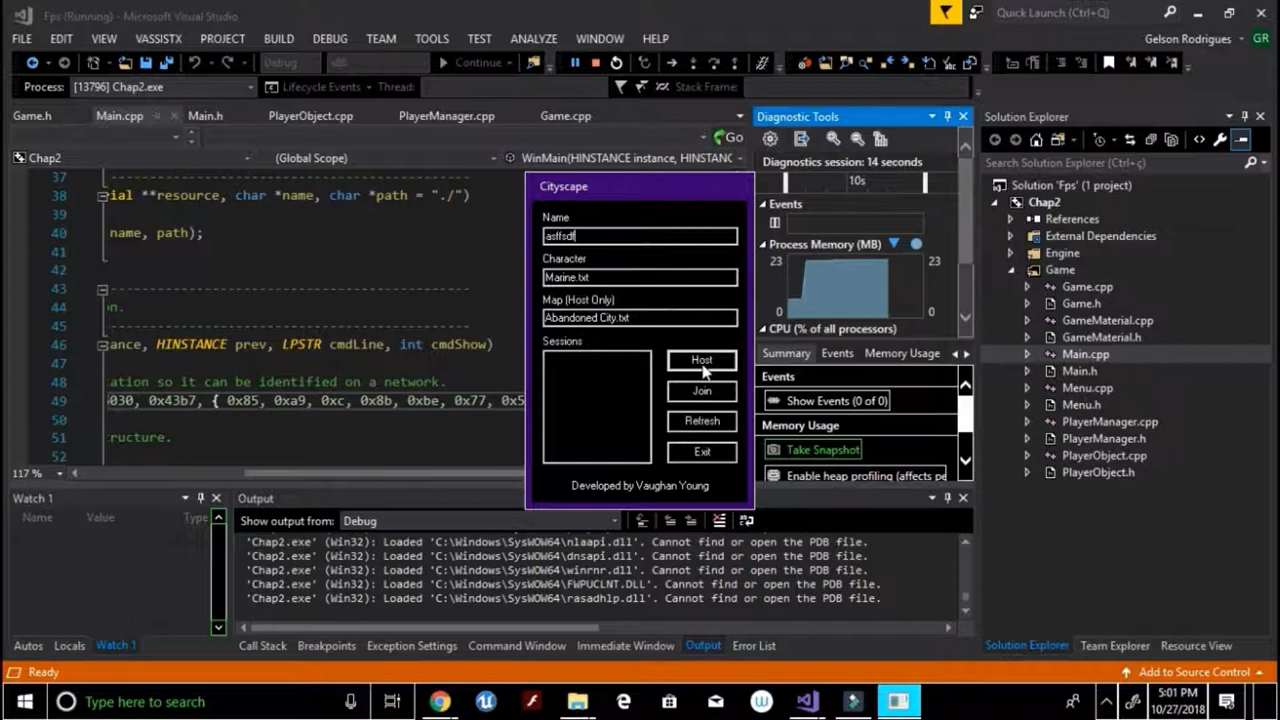 Fps (Running) - Microsoft Visual Studio
Quick Launch (Ctrl+Q)
FILE EDIT VIEW VASSISTX PROJECT BUILD DEBUG TEAM TOOLS TEST ANALYZE WINDOW HELP
Gelson Rodrigues GR
Debug x86 Continue
Process: [13796] Chap2.exe Lifecycle Events Thread: Stack Frame:
Game.h Main.cpp Main.h PlayerObject.cpp PlayerManager.cpp Game.cpp
Go
Chap2 (Global Scope) WinMain(HINSTANCE instance, HINSTANC
37 ----------------------------------------
38 ial **resource, char *name, char *path = "./")
39
40 name, path);
41
42
43 ----------------------------------------
44 on.
45 ----------------------------------------
46 ance, HINSTANCE prev, LPSTR cmdLine, int cmdShow)
47
48 ation so it can be identified on a network.
49 030, 0x43b7, { 0x85, 0xa9, 0xc, 0x8b, 0xbe, 0x77, 0x5
50
51 ructure.
52
117 %
Cityscape
Name
asffsdf
Character
Marine.txt
Map (Host Only)
Abandoned City.txt
Sessions
Host
Join
Refresh
Exit
Developed by Vaughan Young
Diagnostic Tools
Diagnostics session: 14 seconds
10s
Events
Process Memory (MB)
23 23
0 0
CPU (% of all processors)
Summary Events Memory Usage
Events
Show Events (0 of 0)
Memory Usage
Take Snapshot
Enable heap profiling (affects pe
Solution Explorer
Search Solution Explorer (Ctrl+ç)
Solution 'Fps' (1 project)
Chap2
References
External Dependencies
Engine
Game
Game.cpp
Game.h
GameMaterial.cpp
GameMaterial.h
Main.cpp
Main.h
Menu.cpp
Menu.h
PlayerManager.cpp
PlayerManager.h
PlayerObject.cpp
PlayerObject.h
Watch 1
Name Value Type
Output
Show output from: Debug
'Chap2.exe' (Win32): Loaded 'C:\Windows\SysWOW64\nlaapi.dll'. Cannot find or open the PDB file.
'Chap2.exe' (Win32): Loaded 'C:\Windows\SysWOW64\dnsapi.dll'. Cannot find or open the PDB file.
'Chap2.exe' (Win32): Loaded 'C:\Windows\SysWOW64\winrnr.dll'. Cannot find or open the PDB file.
'Chap2.exe' (Win32): Loaded 'C:\Windows\SysWOW64\FWPUCLNT.DLL'. Cannot find or open the PDB file.
'Chap2.exe' (Win32): Loaded 'C:\Windows\SysWOW64\rasadhlp.dll'. Cannot find or open the PDB file.
Autos Locals Watch 1
Call Stack Breakpoints Exception Settings Command Window Immediate Window Output Error List
Solution Explorer Team Explorer Resource View
Ready
Add to Source Control
Type here to search
5:01 PM
10/27/2018